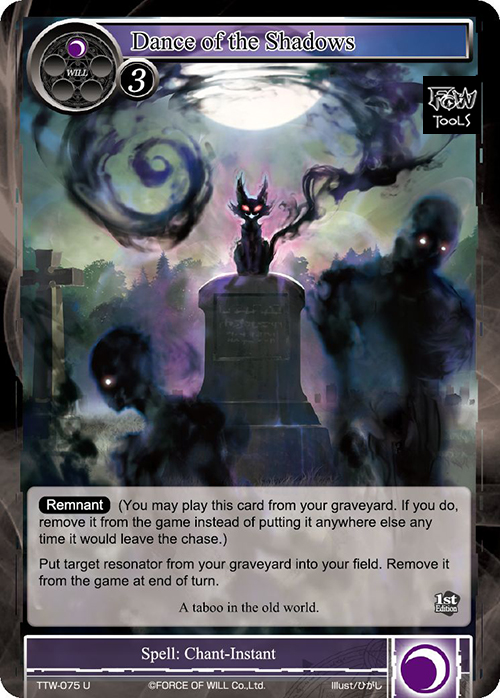 Dance of the Shadows
WILL
3
FOW
TOOLS
Remnant (You may play this card from your graveyard. If you do,
remove it from the game instead of putting it anywhere else any
time it would leave the chase.)
Put target resonator from your graveyard into your field. Remove it
from the game at end of turn.
A taboo in the old world.
1st
Edition
Spell: Chant-Instant
TTW-075 U ©FORCE OF WILL Co.,Ltd. Illust/ひがし